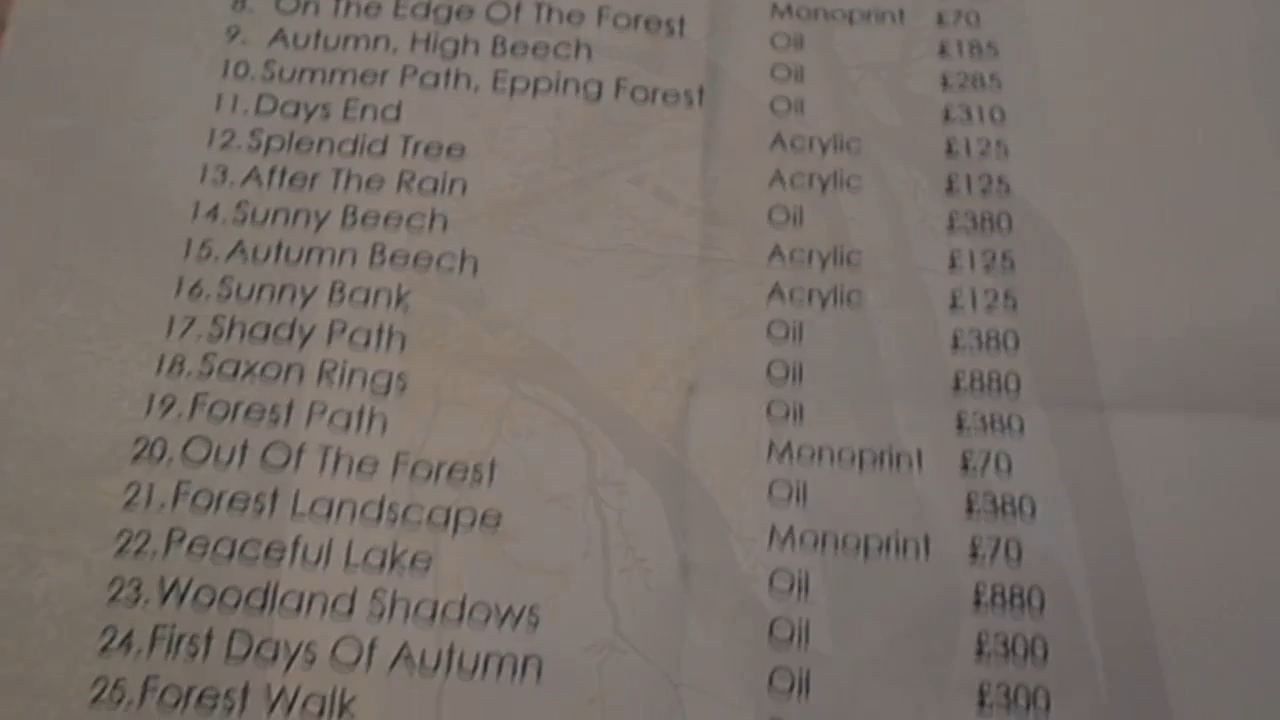 8. On The Edge Of The Forest Monoprint £70
9. Autumn, High Beech Oil £185
10. Summer Path, Epping Forest Oil £285
11. Days End Oil £310
12. Splendid Tree Acrylic £125
13. After The Rain Acrylic £125
14. Sunny Beech Oil £380
15. Autumn Beech Acrylic £125
16. Sunny Bank Acrylic £125
17. Shady Path Oil £380
18. Saxon Rings Oil £880
19. Forest Path Oil £380
20. Out Of The Forest Monoprint £70
21. Forest Landscape Oil £380
22. Peaceful Lake Monoprint £70
23. Woodland Shadows Oil £880
24. First Days Of Autumn Oil £300
25. Forest Walk Oil £300